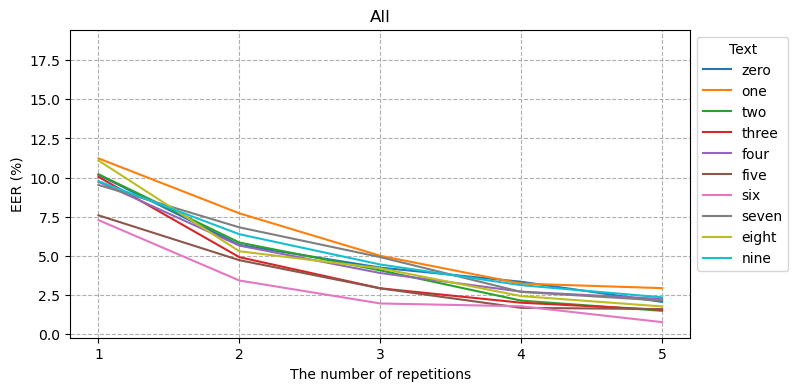 All
EER (%)
17.5
15.0
12.5
10.0
7.5
5.0
2.5
0.0
1 2 3 4 5
The number of repetitions
Text
zero
one
two
three
four
five
six
seven
eight
nine